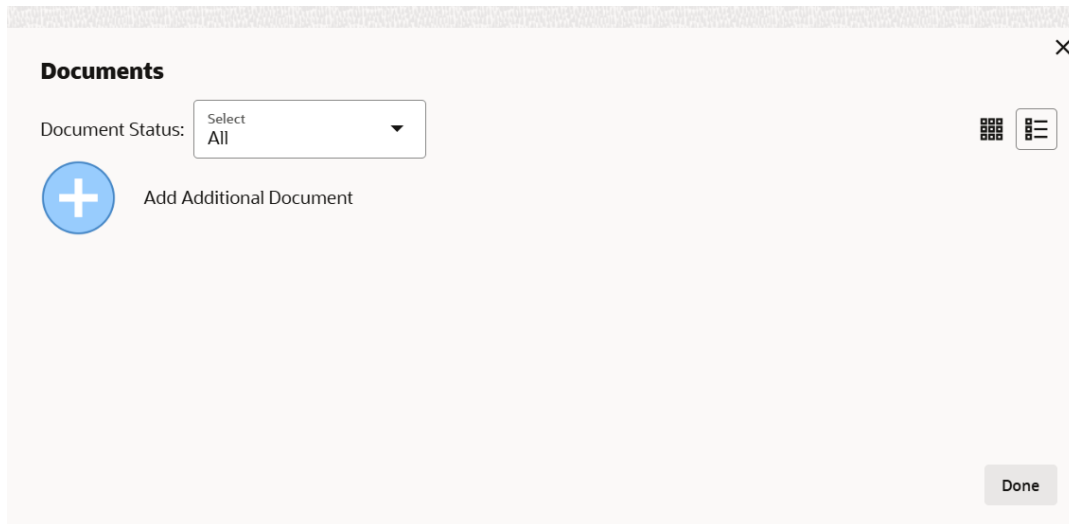 Documents
Document Status:
Select
All
Add Additional Document
Done